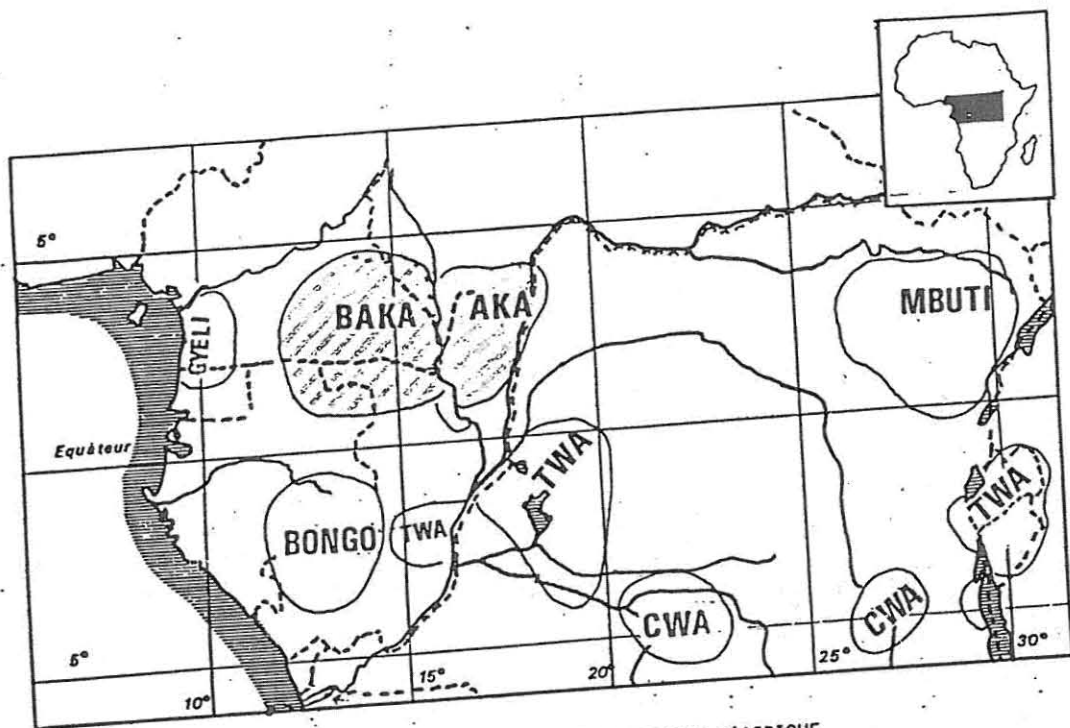 5°
GYELI
BAKA
AKA
MBUTI
Equateur
BONGO
TWA
TWA
TWA
CWA
CWA
5°
10°
15°
20°
25°
30°